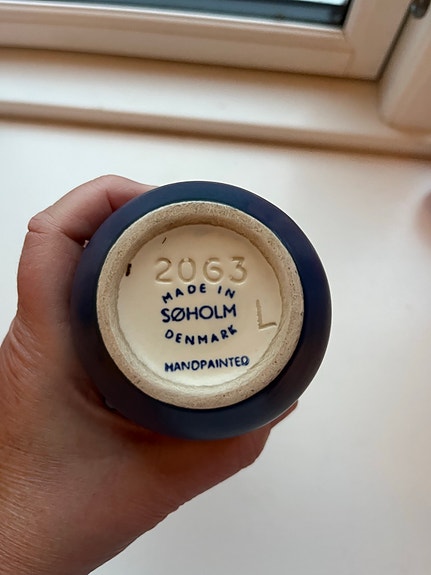 2063
MADE IN
SØHOLM
DENMARK
L
HANDPAINTED